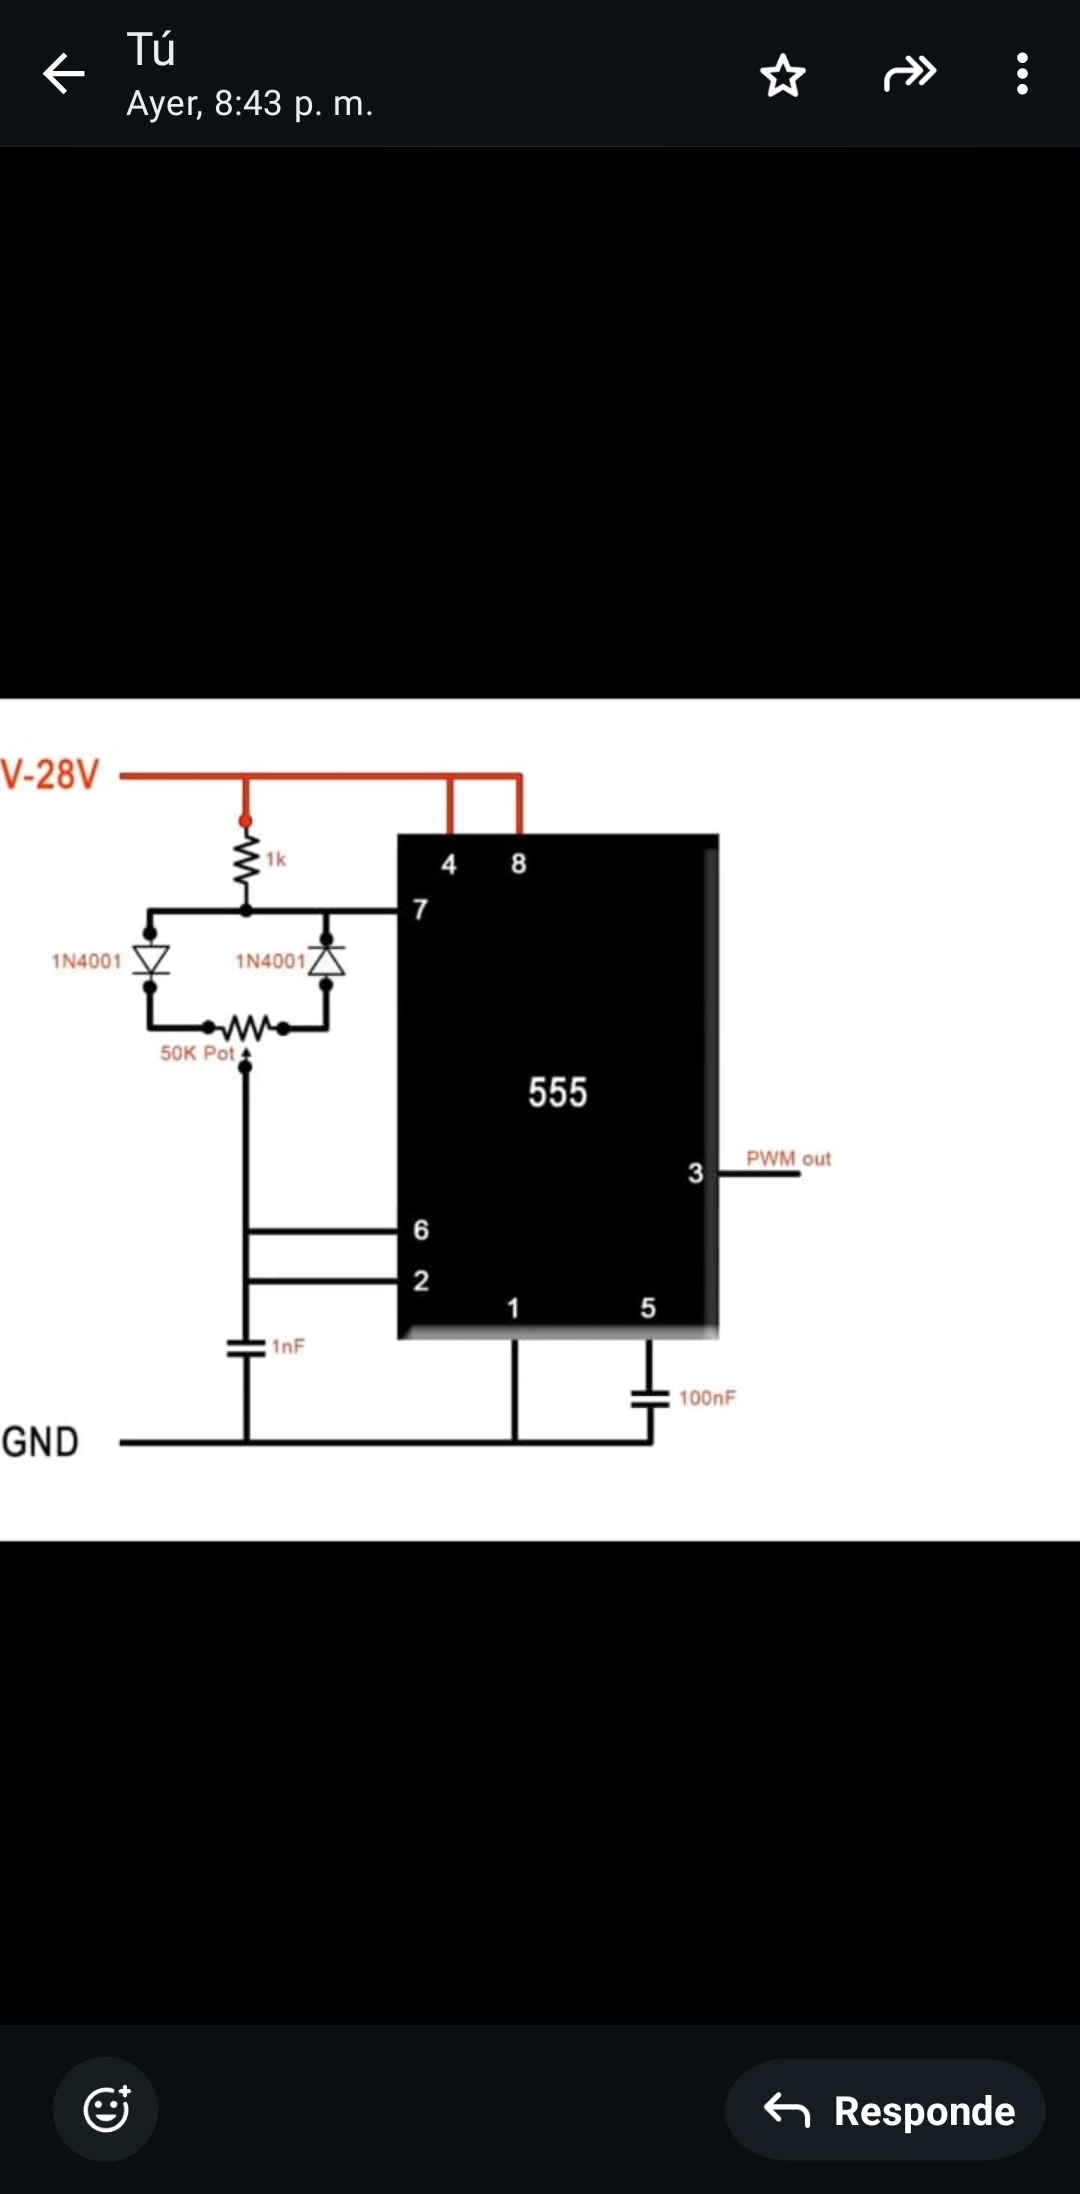 Tú
Ayer, 8:43 p. m.
V-28V
1k
4 8
7
1N4001 1N4001
50K Pot
555
PWM out
3
6
2
1 5
1nF
100nF
GND
Responde